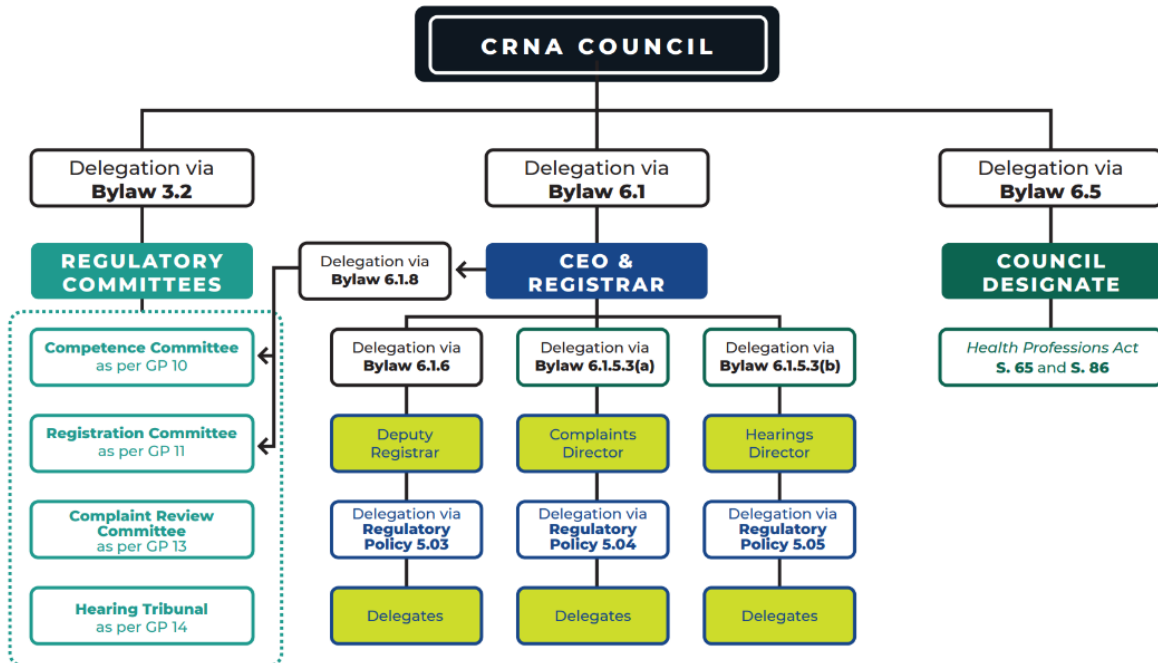 CRNA COUNCIL
Delegation via
Bylaw 3.2
Delegation via
Bylaw 6.1
Delegation via
Bylaw 6.5
REGULATORY
COMMITTEES
Delegation via
Bylaw 6.1.8
CEO &
REGISTRAR
COUNCIL
DESIGNATE
Competence Committee
as per GP 10
Registration Committee
as per GP 11
Complaint Review
Committee
as per GP 13
Hearing Tribunal
as per GP 14
Delegation via
Bylaw 6.1.6
Deputy
Registrar
Delegation via
Regulatory
Policy 5.03
Delegates
Delegation via
Bylaw 6.1.5.3(a)
Complaints
Director
Delegation via
Regulatory
Policy 5.04
Delegates
Delegation via
Bylaw 6.1.5.3(b)
Hearings
Director
Delegation via
Regulatory
Policy 5.05
Delegates
Health Professions Act
S. 65 and S. 86